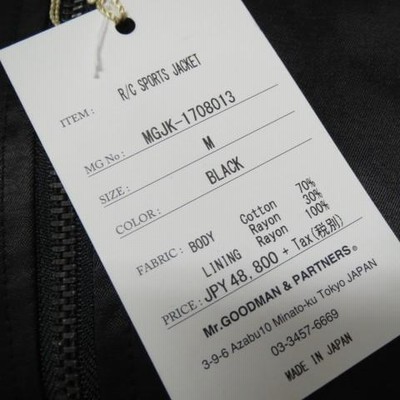 ITEM: R/C SPORTS JACKET
MG No: MGJK-1708013
SIZE: M
COLOR: BLACK
FABRIC: BODY Cotton 70%
Rayon 30%
LINING Rayon 100%
PRICE: JPY 48,800 + Tax(税別)
Mr.GOODMAN & PARTNERS®
3-9-6 Azabu10 Minato-ku Tokyo JAPAN
03-3457-6669
MADE IN JAPAN